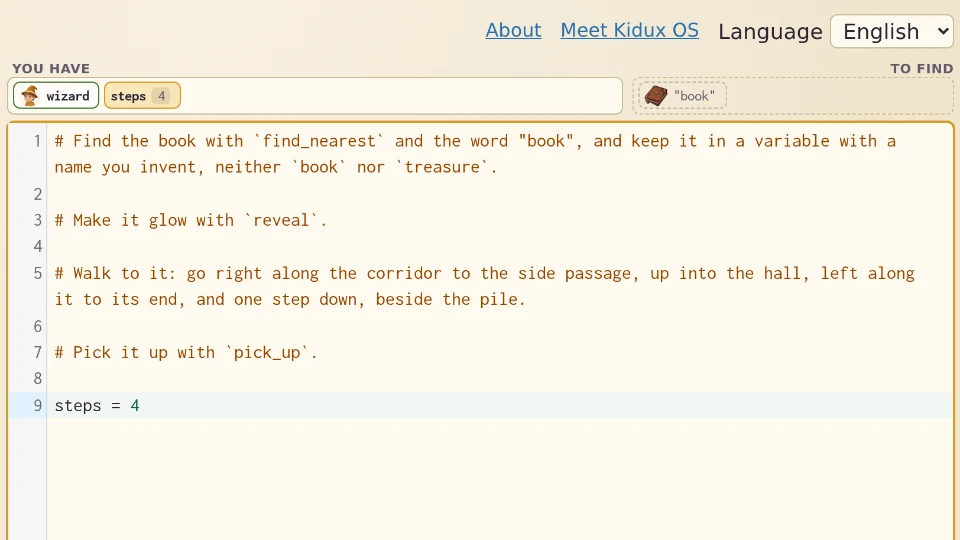 About Meet Kidux OS Language English
YOU HAVE TO FIND
wizard steps 4 "book"
1 # Find the book with `find_nearest` and the word "book", and keep it in a variable with a
name you invent, neither `book` nor `treasure`.
2
3 # Make it glow with `reveal`.
4
5 # Walk to it: go right along the corridor to the side passage, up into the hall, left along
it to its end, and one step down, beside the pile.
6
7 # Pick it up with `pick_up`.
8
9 steps = 4